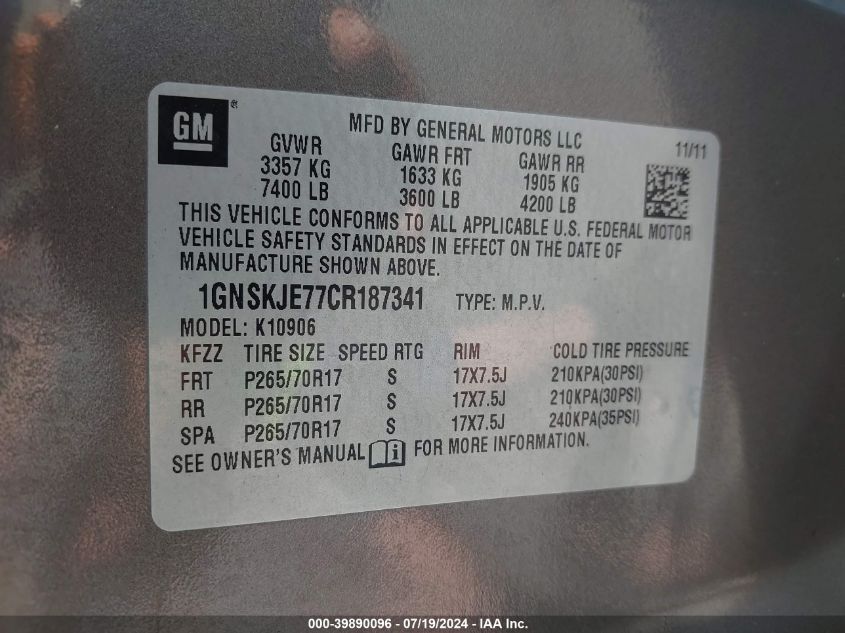 GM®
MFD BY GENERAL MOTORS LLC
11/11
GVWR GAWR FRT GAWR RR
3357 KG 1633 KG 1905 KG
7400 LB 3600 LB 4200 LB
THIS VEHICLE CONFORMS TO ALL APPLICABLE U.S. FEDERAL MOTOR
VEHICLE SAFETY STANDARDS IN EFFECT ON THE DATE OF
MANUFACTURE SHOWN ABOVE.
1GNSKJE77CR187341 TYPE: M.P.V.
MODEL: K10906
KFZZ TIRE SIZE SPEED RTG RIM COLD TIRE PRESSURE
FRT P265/70R17 S 17X7.5J 210KPA(30PSI)
RR P265/70R17 S 17X7.5J 210KPA(30PSI)
SPA P265/70R17 S 17X7.5J 240KPA(35PSI)
SEE OWNER'S MANUAL i FOR MORE INFORMATION.
000-39890096 - 07/19/2024 - IAA Inc.